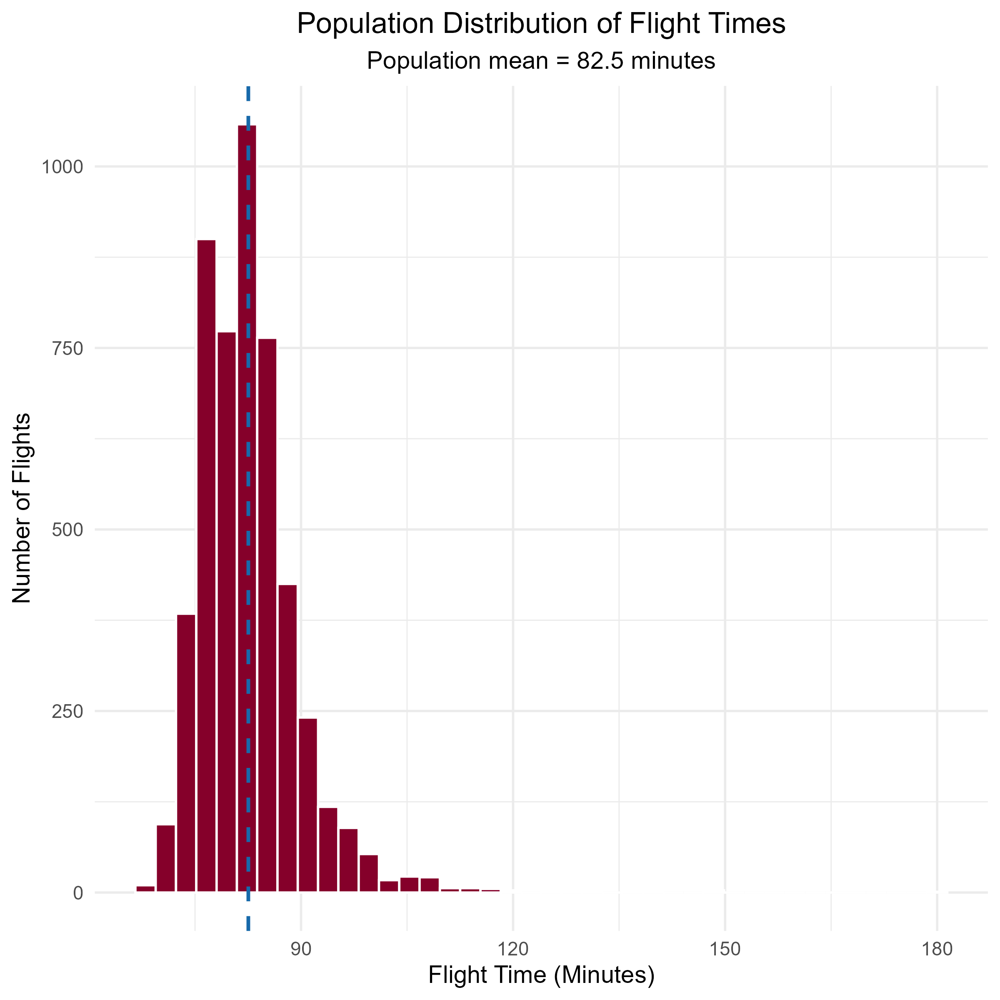 Population Distribution of Flight Times
Population mean = 82.5 minutes
Number of Flights
1000
750
500
250
0
90
120
150
180
Flight Time (Minutes)